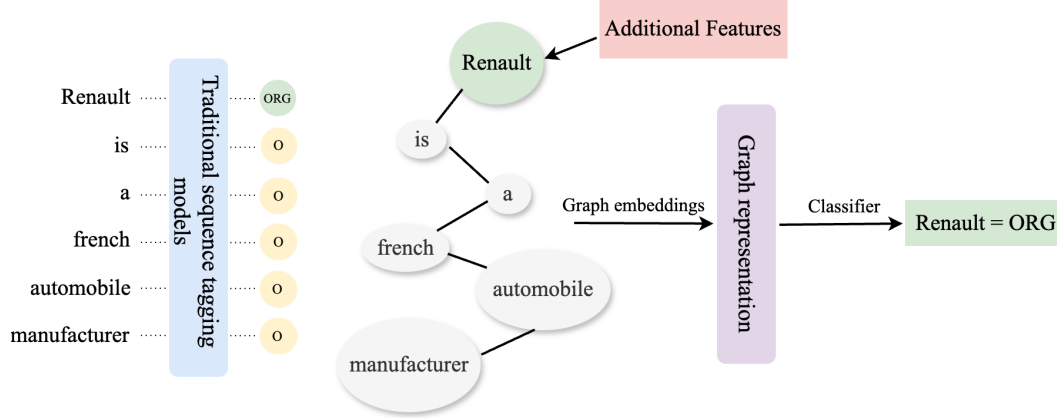 Renault
is
a
french
automobile
manufacturer
Traditional sequence tagging
models
ORG
O
O
O
O
O
Renault
is
a
french
automobile
manufacturer
Additional Features
Graph embeddings
Graph representation
Classifier
Renault = ORG